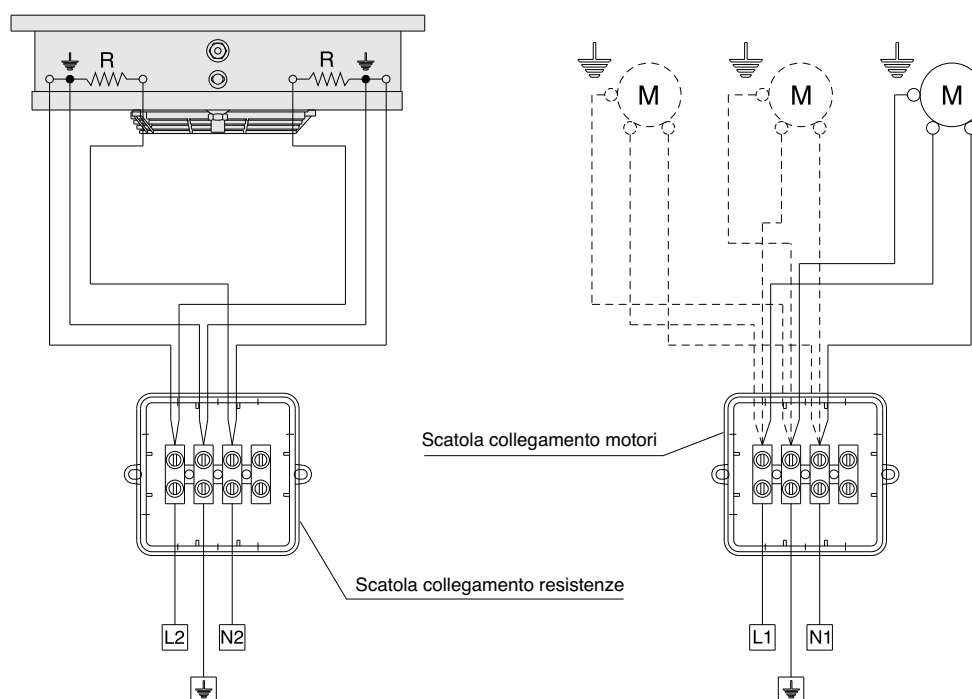 R
R
M
M
M
Scatola collegamento motori
Scatola collegamento resistenze
L2
N2
L1
N1